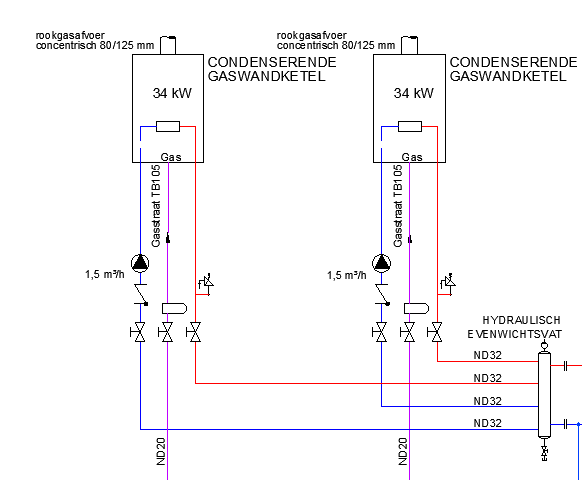 rookgasafvoer
concentrisch 80/125 mm
CONDENSERENDE
GASWANDKETEL
34 kW
Gas
Gasstraat TB105
1,5 m³/h
rookgasafvoer
concentrisch 80/125 mm
CONDENSERENDE
GASWANDKETEL
34 kW
Gas
Gasstraat TB105
1,5 m³/h
HYDRAULISCH
EVENWICHTSVAT
ND32
ND32
ND32
ND32
ND20
ND20